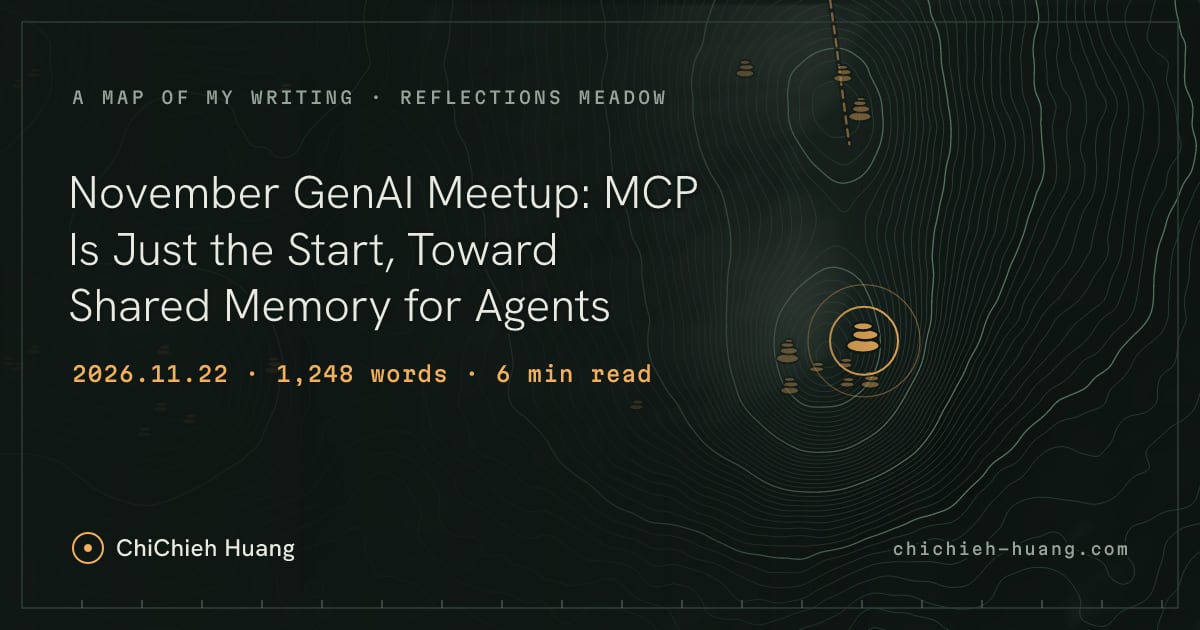 A MAP OF MY WRITING · REFLECTIONS MEADOW
November GenAI Meetup: MCP
Is Just the Start, Toward
Shared Memory for Agents
2026.11.22 · 1,248 words · 6 min read
ChiChieh Huang
chichieh-huang.com